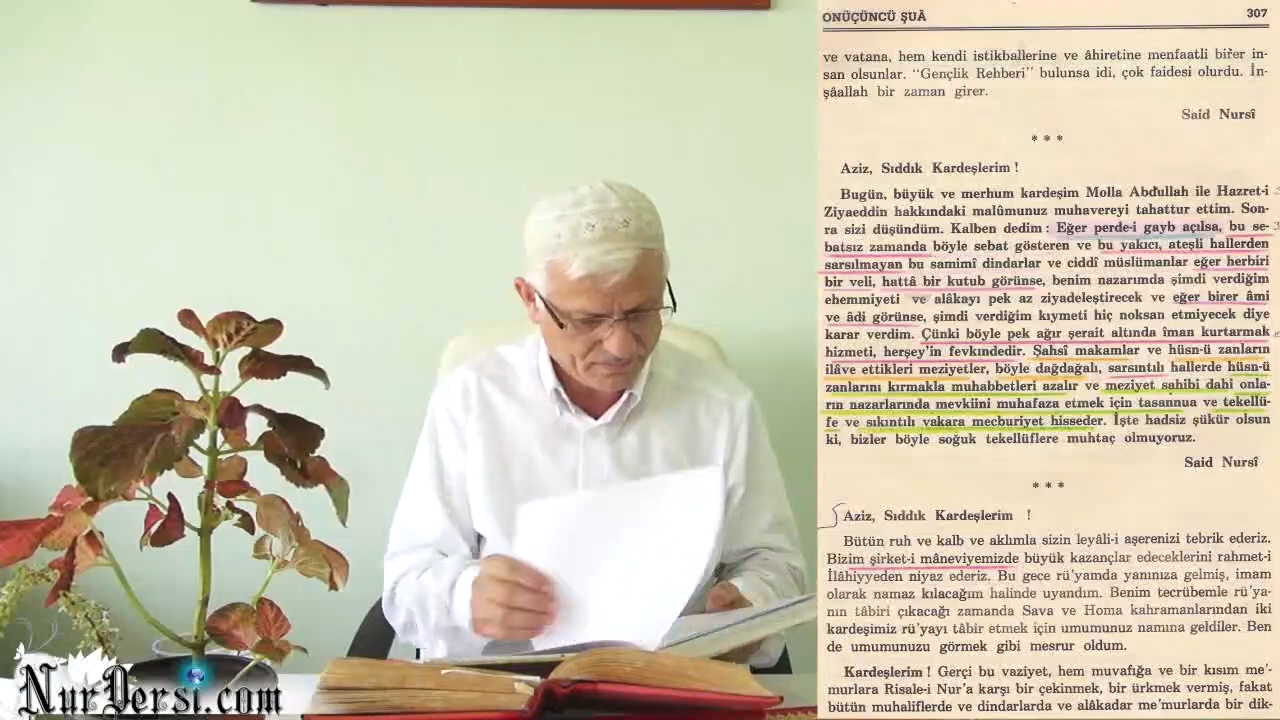 ONÜÇÜNCÜ ŞUÂ
307
ve vatana, hem kendi istikballerine ve âhiretine menfaatli birer in-
san olsunlar. "Gençlik Rehberi" bulunsa idi, çok faidesi olurdu. İn-
şâallah bir zaman girer.
Said Nursî
* * *
Aziz, Sıddık Kardeşlerim !
Bugün, büyük ve merhum kardeşim Molla Abdullah ile Hazret-i
Ziyaeddin hakkındaki malûmunuz muhavereyi tahattur ettim. Son-
ra sizi düşündüm. Kalben dedim : Eğer perde-i gayb açılsa, bu se-
batsız zamanda böyle sebat gösteren ve bu yakıcı, ateşli hallerden
sarsılmayan bu samimî dindarlar ve ciddî müslümanlar eğer herbiri
bir veli, hattâ bir kutub görünse, benim nazarımda şimdi verdiğim
ehemmiyeti ve alâkayı pek az ziyadeleştirecek ve eğer birer âmi
ve âdi görünse, şimdi verdiğim kıymeti hiç noksan etmiyecek diye
karar verdim. Çünki böyle pek ağır şerait altında îman kurtarmak
hizmeti, herşey'in fevkındedir. Şahsî makamlar ve hüsn-ü zanların
ilâve ettikleri meziyetler, böyle dağdağalı, sarsıntılı hallerde hüsn-ü
zanlarını kırmakla muhabbetleri azalır ve meziyet sahibi dahi onla-
rın nazarlarında mevkiini muhafaza etmek için tasannua ve tekellü-
fe ve sıkıntılı vakara mecburiyet hisseder. İşte hadsiz şükür olsun
ki, bizler böyle soğuk tekellüflere muhtaç olmuyoruz.
Said Nursî
* * *
Aziz, Sıddık Kardeşlerim !
Bütün ruh ve kalb ve aklımla sizin leyâli-i aşerenizi tebrik ederiz.
Bizim şirket-i mâneviyemizde büyük kazançlar edeceklerini rahmet-i
İlâhiyyeden niyaz ederiz. Bu gece rü'yamda yanınıza gelmiş, imam
olarak namaz kılacağım halinde uyandım. Benim tecrübemle rü'ya-
nın tâbiri çıkacağı zamanda Sava ve Homa kahramanlarından iki
kardeşimiz rü'yayı tâbir etmek için umumunuz namına geldiler. Ben
de umumunuzu görmek gibi mesrur oldum.
Kardeşlerim ! Gerçi bu vaziyet, hem muvafığa ve bir kısım me'-
murlara Risale-i Nur'a karşı bir çekinmek, bir ürkmek vermiş, fakat
bütün muhaliflerde ve dindarlarda ve alâkadar me'murlarda bir dik-
NurDersi.com